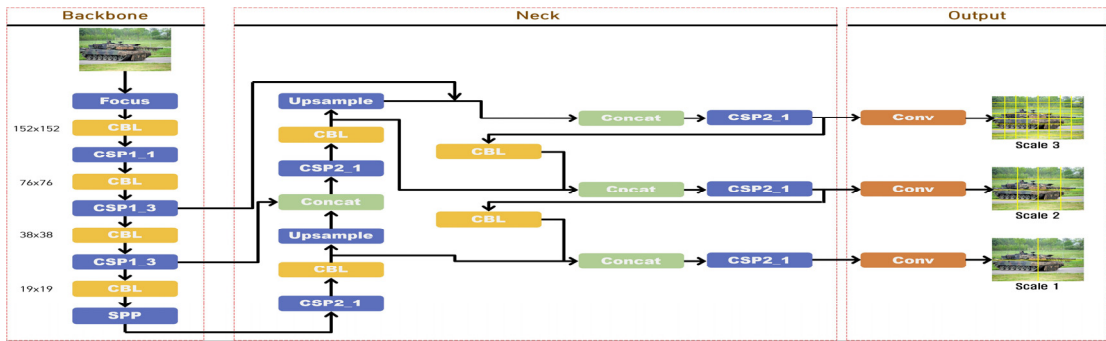 Backbone
Neck
Output
Focus
152x152
CBL
CSP1_1
76x76
CBL
CSP1_3
38x38
CBL
CSP1_3
19x19
CBL
SPP
Upsample
CBL
CSP2_1
Concat
Upsample
CBL
CSP2_1
Concat
CSP2_1
CBL
Concat
CSP2_1
CBL
Concat
CSP2_1
Conv
Scale 3
Conv
Scale 2
Conv
Scale 1